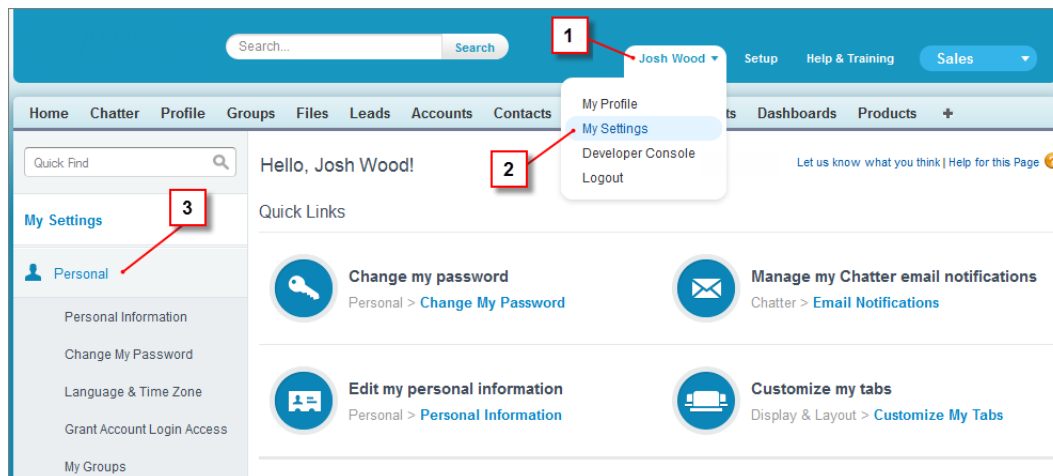 Search... Search
1
Josh Wood Setup Help & Training Sales
Home Chatter Profile Groups Files Leads Accounts Contacts ts Dashboards Products +
My Profile
My Settings
Developer Console
Logout
2
Quick Find
Hello, Josh Wood!
Let us know what you think | Help for this Page
My Settings
3
Quick Links
Personal
Personal Information
Change My Password
Language & Time Zone
Grant Account Login Access
My Groups
Change my password
Personal > Change My Password
Manage my Chatter email notifications
Chatter > Email Notifications
Edit my personal information
Personal > Personal Information
Customize my tabs
Display & Layout > Customize My Tabs